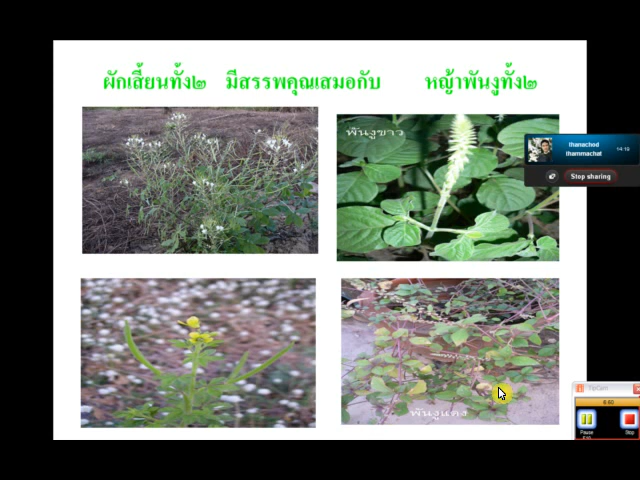 ผักเสี้ยนทั้ง๒ มีสรรพคุณเสมอกับ หญ้าพันงูทั้ง๒
พันงูขาว
thanachod
thammachat
14:19
Stop sharing
พันงูแดง
Pause
Stop